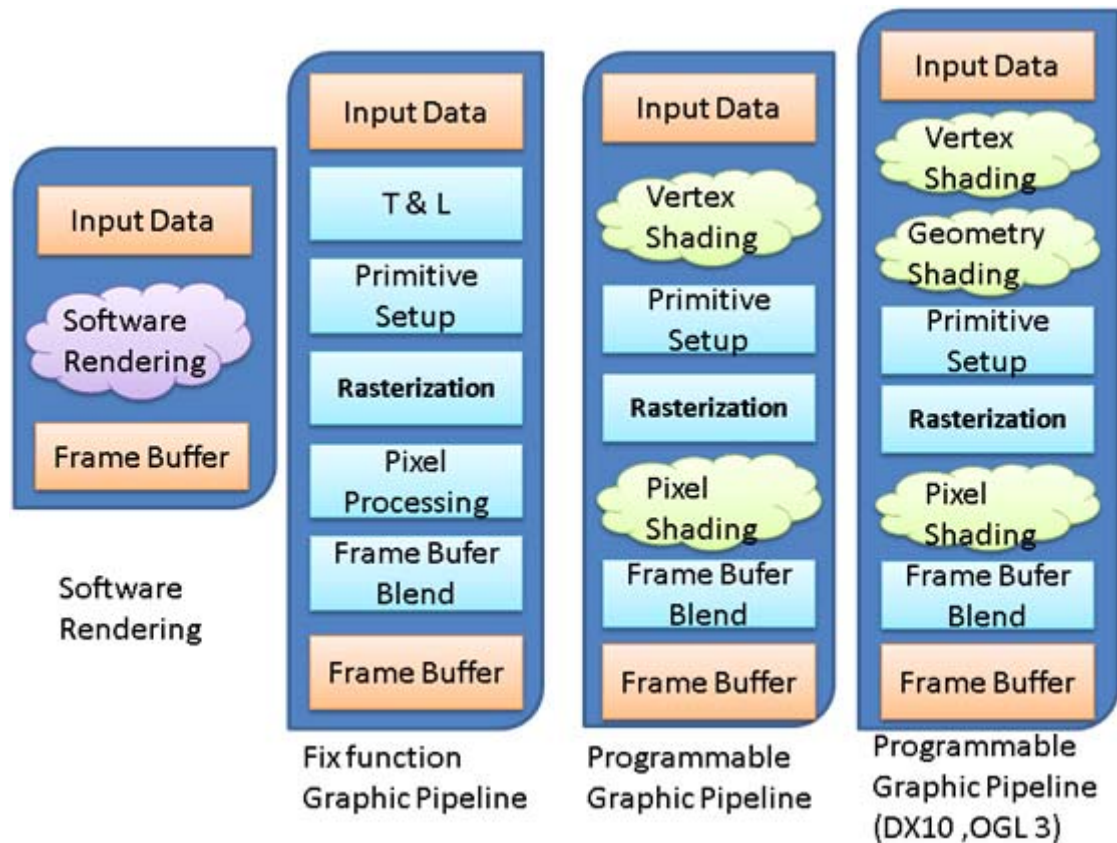 Input Data
Software
Rendering
Frame Buffer
Software
Rendering
Input Data
T & L
Primitive
Setup
Rasterization
Pixel
Processing
Frame Bufer
Blend
Frame Buffer
Fix function
Graphic Pipeline
Input Data
Vertex
Shading
Primitive
Setup
Rasterization
Pixel
Shading
Frame Bufer
Blend
Frame Buffer
Programmable
Graphic Pipeline
Input Data
Vertex
Shading
Geometry
Shading
Primitive
Setup
Rasterization
Pixel
Shading
Frame Bufer
Blend
Frame Buffer
Programmable
Graphic Pipeline
(DX10 ,OGL 3)